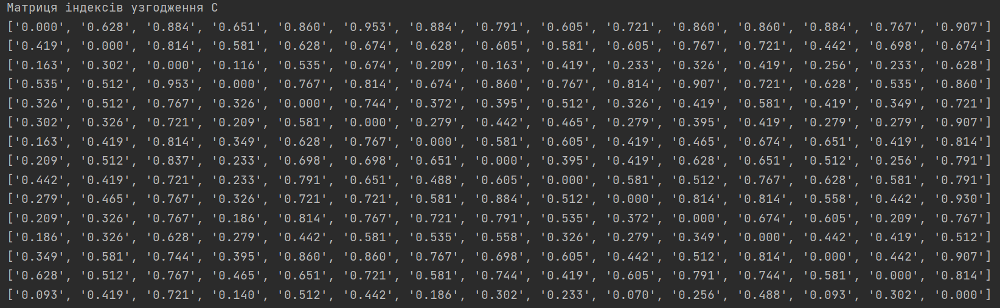 Матриця індексів узгодження C
['0.000', '0.628', '0.884', '0.651', '0.860', '0.953', '0.884', '0.791', '0.605', '0.721', '0.860', '0.860', '0.884', '0.767', '0.907']
['0.419', '0.000', '0.814', '0.581', '0.628', '0.674', '0.628', '0.605', '0.581', '0.605', '0.767', '0.721', '0.442', '0.698', '0.674']
['0.163', '0.302', '0.000', '0.116', '0.535', '0.674', '0.209', '0.163', '0.419', '0.233', '0.326', '0.419', '0.256', '0.233', '0.628']
['0.535', '0.512', '0.953', '0.000', '0.767', '0.814', '0.674', '0.860', '0.767', '0.814', '0.907', '0.721', '0.628', '0.535', '0.860']
['0.326', '0.512', '0.767', '0.326', '0.000', '0.744', '0.372', '0.395', '0.512', '0.326', '0.419', '0.581', '0.419', '0.349', '0.721']
['0.302', '0.326', '0.721', '0.209', '0.581', '0.000', '0.279', '0.442', '0.465', '0.279', '0.395', '0.419', '0.279', '0.279', '0.907']
['0.163', '0.419', '0.814', '0.349', '0.628', '0.767', '0.000', '0.581', '0.605', '0.419', '0.465', '0.674', '0.651', '0.419', '0.814']
['0.209', '0.512', '0.837', '0.233', '0.698', '0.698', '0.651', '0.000', '0.395', '0.419', '0.628', '0.651', '0.512', '0.256', '0.791']
['0.442', '0.419', '0.721', '0.233', '0.791', '0.651', '0.488', '0.605', '0.000', '0.581', '0.512', '0.767', '0.628', '0.581', '0.791']
['0.279', '0.465', '0.767', '0.326', '0.721', '0.721', '0.581', '0.884', '0.512', '0.000', '0.814', '0.814', '0.558', '0.442', '0.930']
['0.209', '0.326', '0.767', '0.186', '0.814', '0.767', '0.721', '0.791', '0.535', '0.372', '0.000', '0.674', '0.605', '0.209', '0.767']
['0.186', '0.326', '0.628', '0.279', '0.442', '0.581', '0.535', '0.558', '0.326', '0.279', '0.349', '0.000', '0.442', '0.419', '0.512']
['0.349', '0.581', '0.744', '0.395', '0.860', '0.860', '0.767', '0.698', '0.605', '0.442', '0.512', '0.814', '0.000', '0.442', '0.907']
['0.628', '0.512', '0.767', '0.465', '0.651', '0.721', '0.581', '0.744', '0.419', '0.605', '0.791', '0.744', '0.581', '0.000', '0.814']
['0.093', '0.419', '0.721', '0.140', '0.512', '0.442', '0.186', '0.302', '0.233', '0.070', '0.256', '0.488', '0.093', '0.302', '0.000']